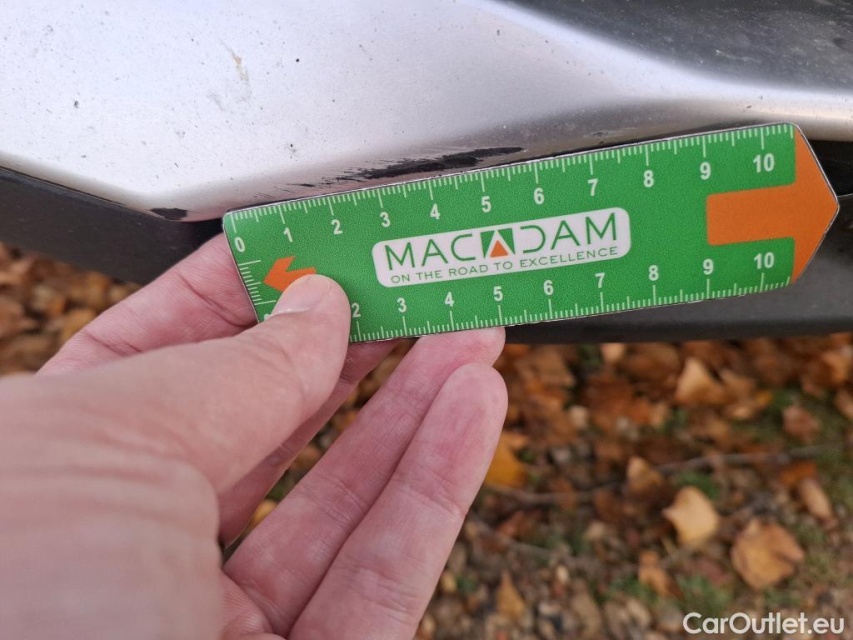 0 1 2 3 4 5 6 7 8 9 10
MACADAM
ON THE ROAD TO EXCELLENCE
2 3 4 5 6 7 8 9 10
CarOutlet.eu